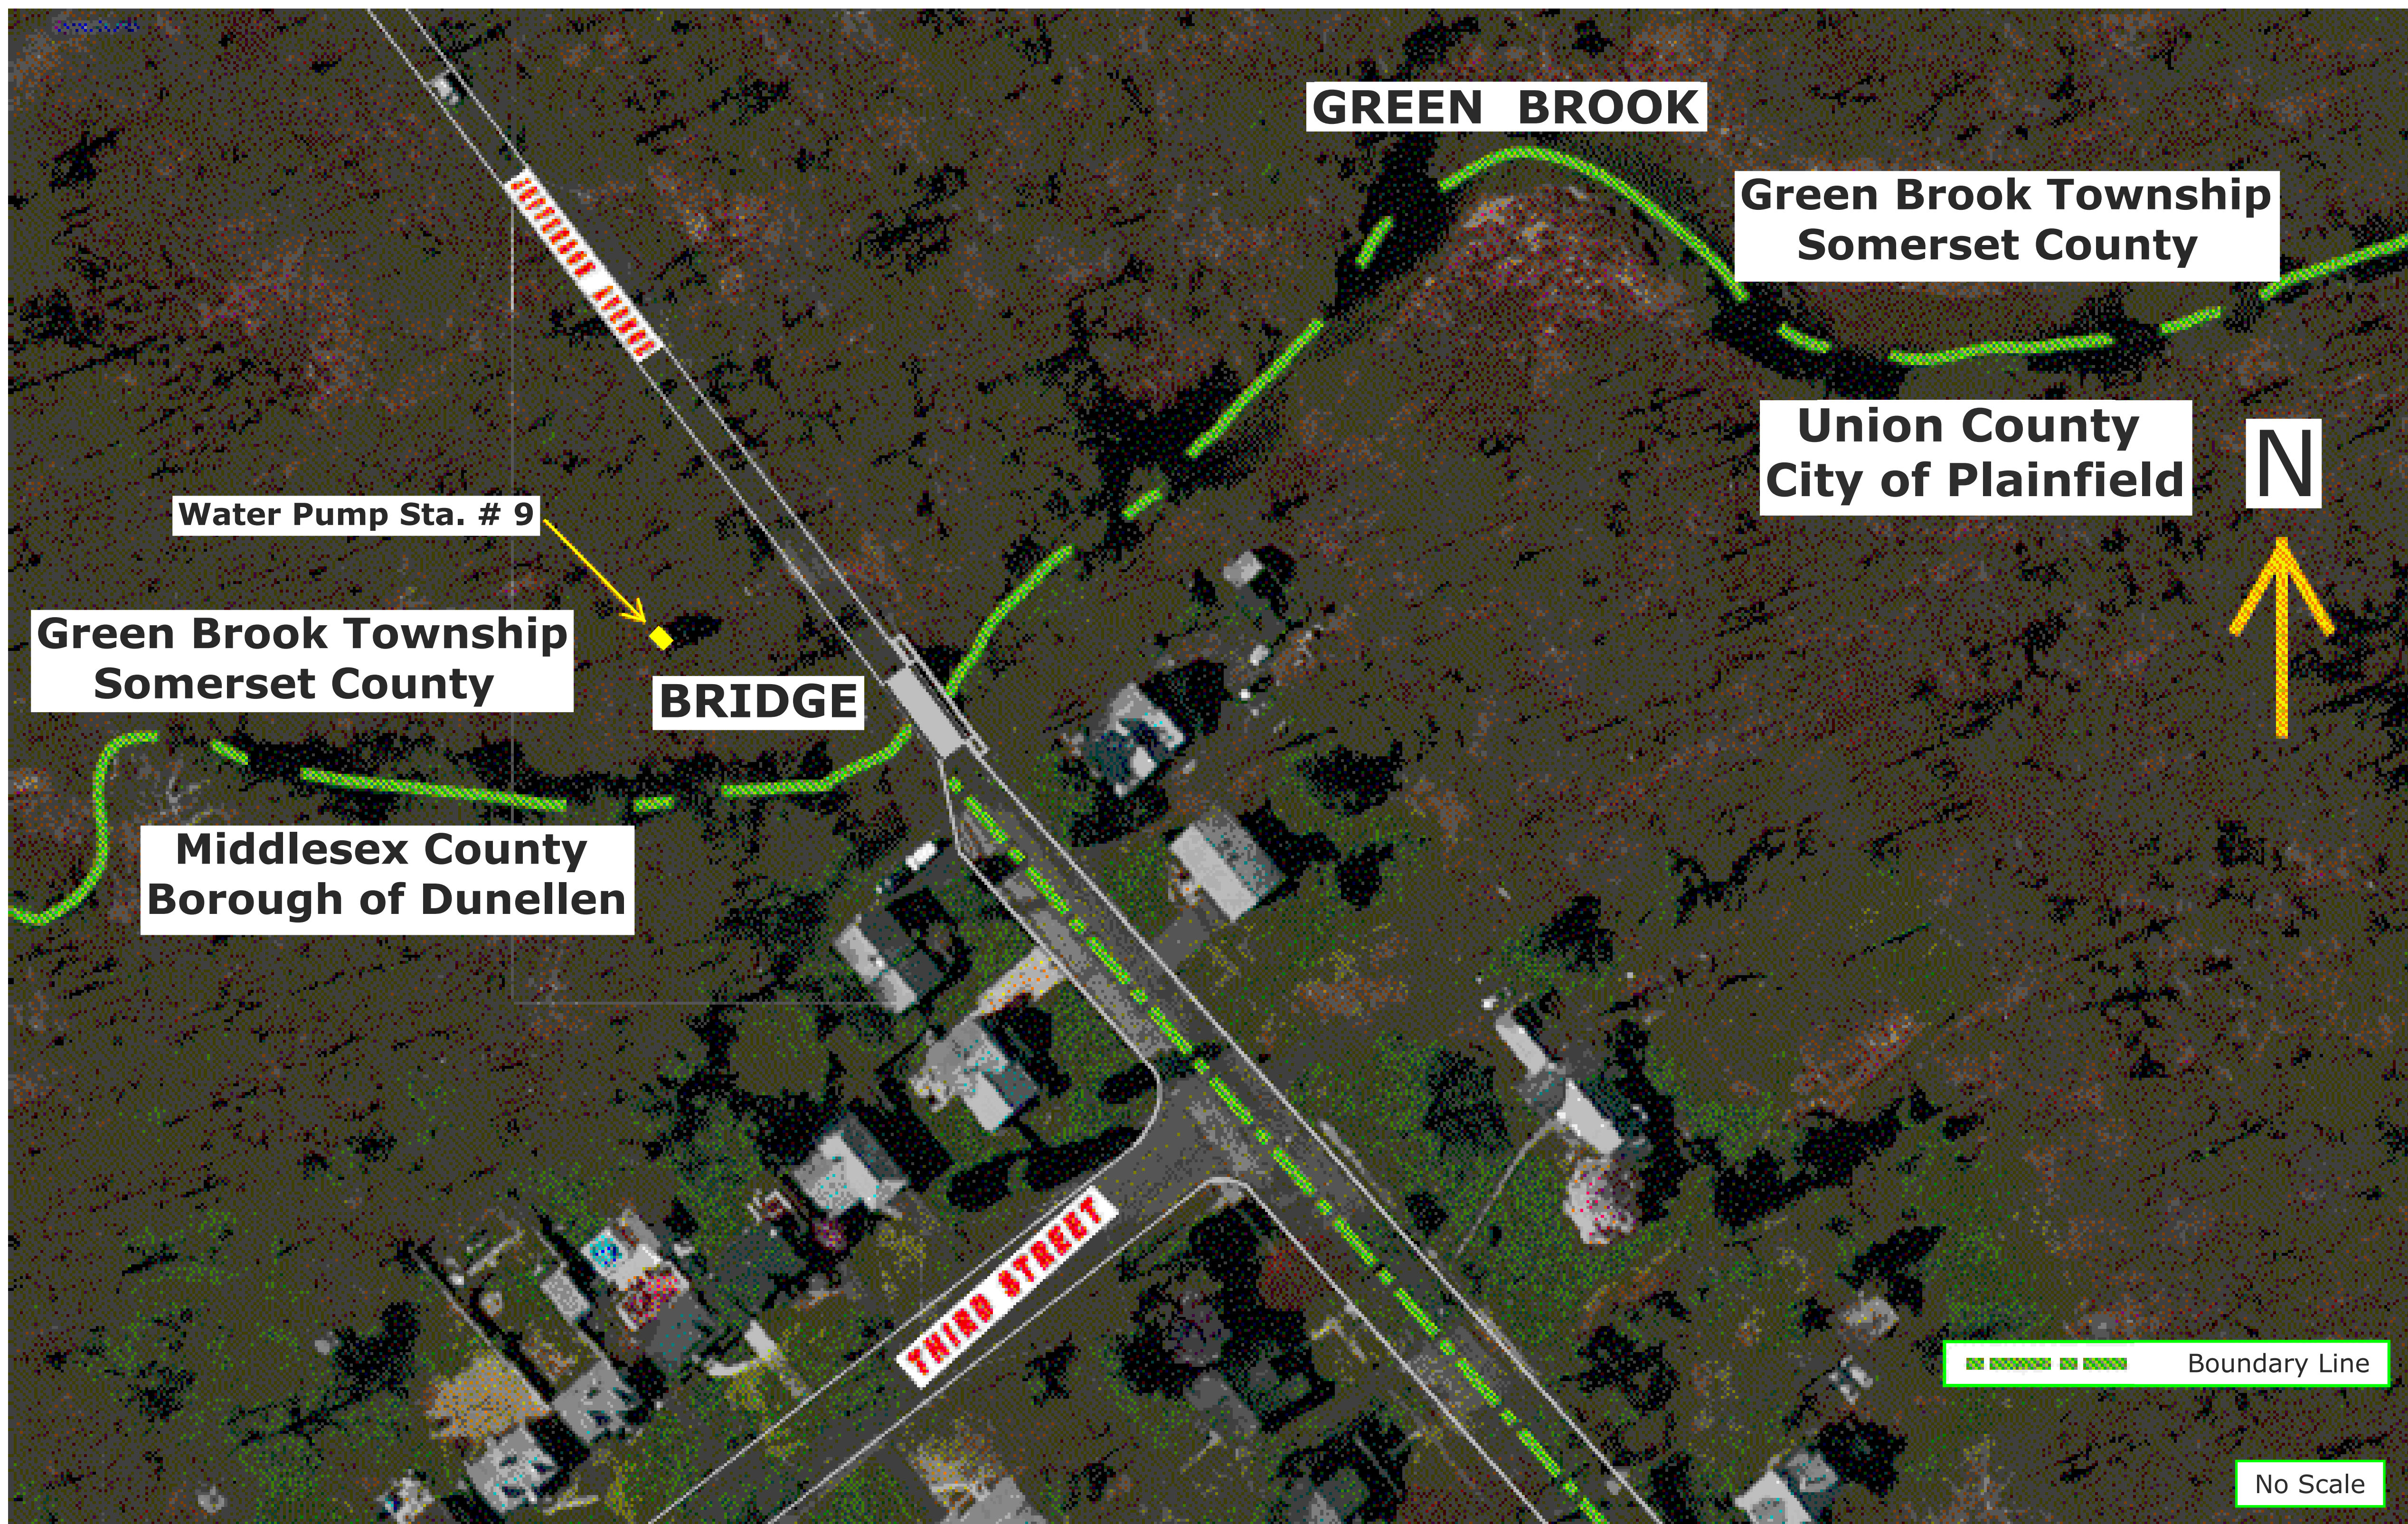 GREEN BROOK
Green Brook Township
Somerset County
Union County
City of Plainfield
N
Water Pump Sta. # 9
Green Brook Township
Somerset County
BRIDGE
Middlesex County
Borough of Dunellen
THIRD STREET
Boundary Line
No Scale